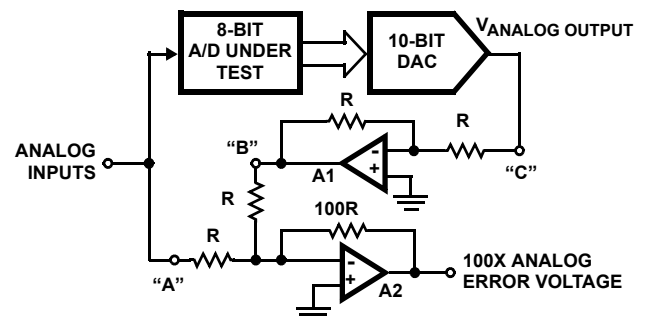 8-BIT
A/D UNDER
TEST
10-BIT
DAC
VANALOG OUTPUT
R
R
ANALOG
INPUTS
“B”
-
+
A1
“C”
R
100R
R
“A”
-
+
A2
100X ANALOG
ERROR VOLTAGE